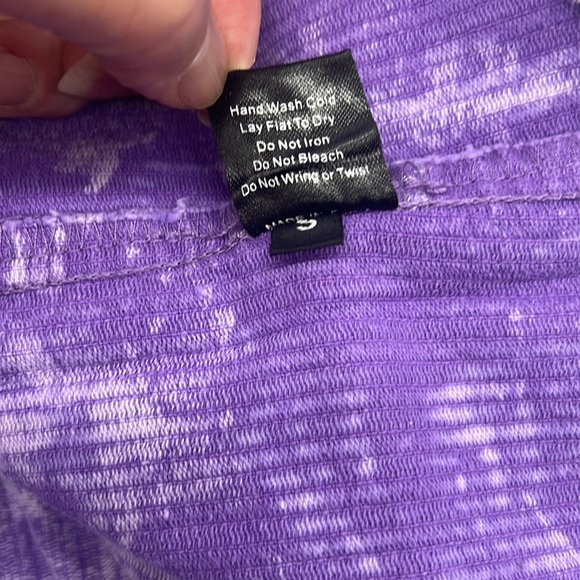 Hand Wash Cold
Lay Flat To Dry
Do Not Iron
Do Not Bleach
Do Not Wring or Twist
S